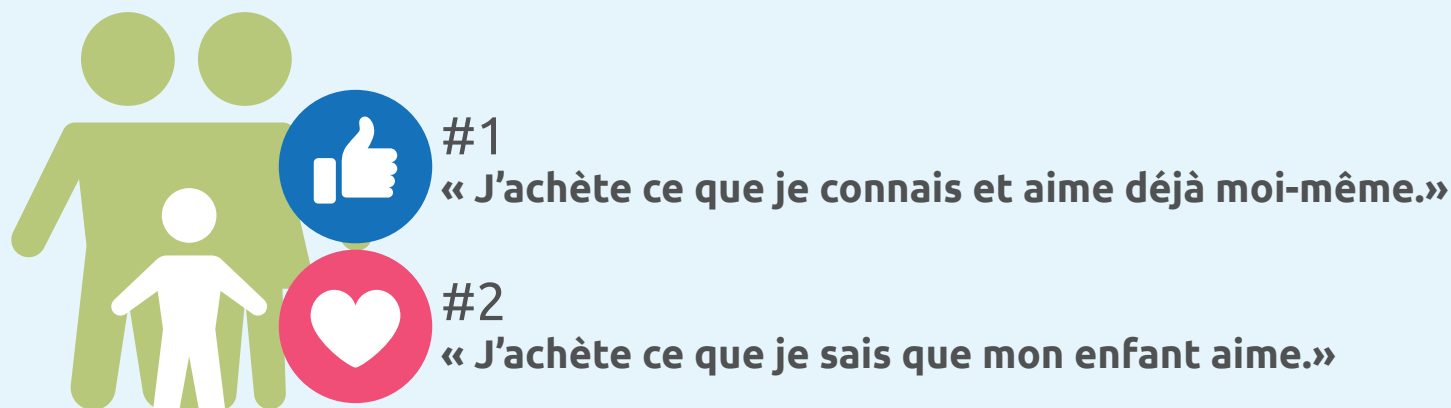 #1
« J’achète ce que je connais et aime déjà moi-même.»
#2
« J’achète ce que je sais que mon enfant aime.»